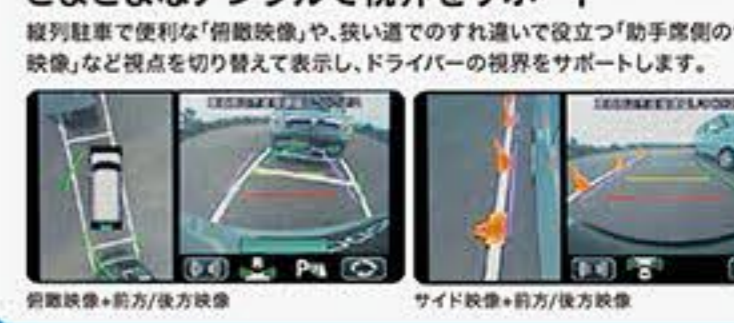 縦列駐車で便利な「俯瞰映像」や、狭い道でのすれ違いで役立つ「助手席側の
映像」など視点を切り替えて表示し、ドライバーの視界をサポートします。
俯瞰映像+前方/後方映像
サイド映像+前方/後方映像